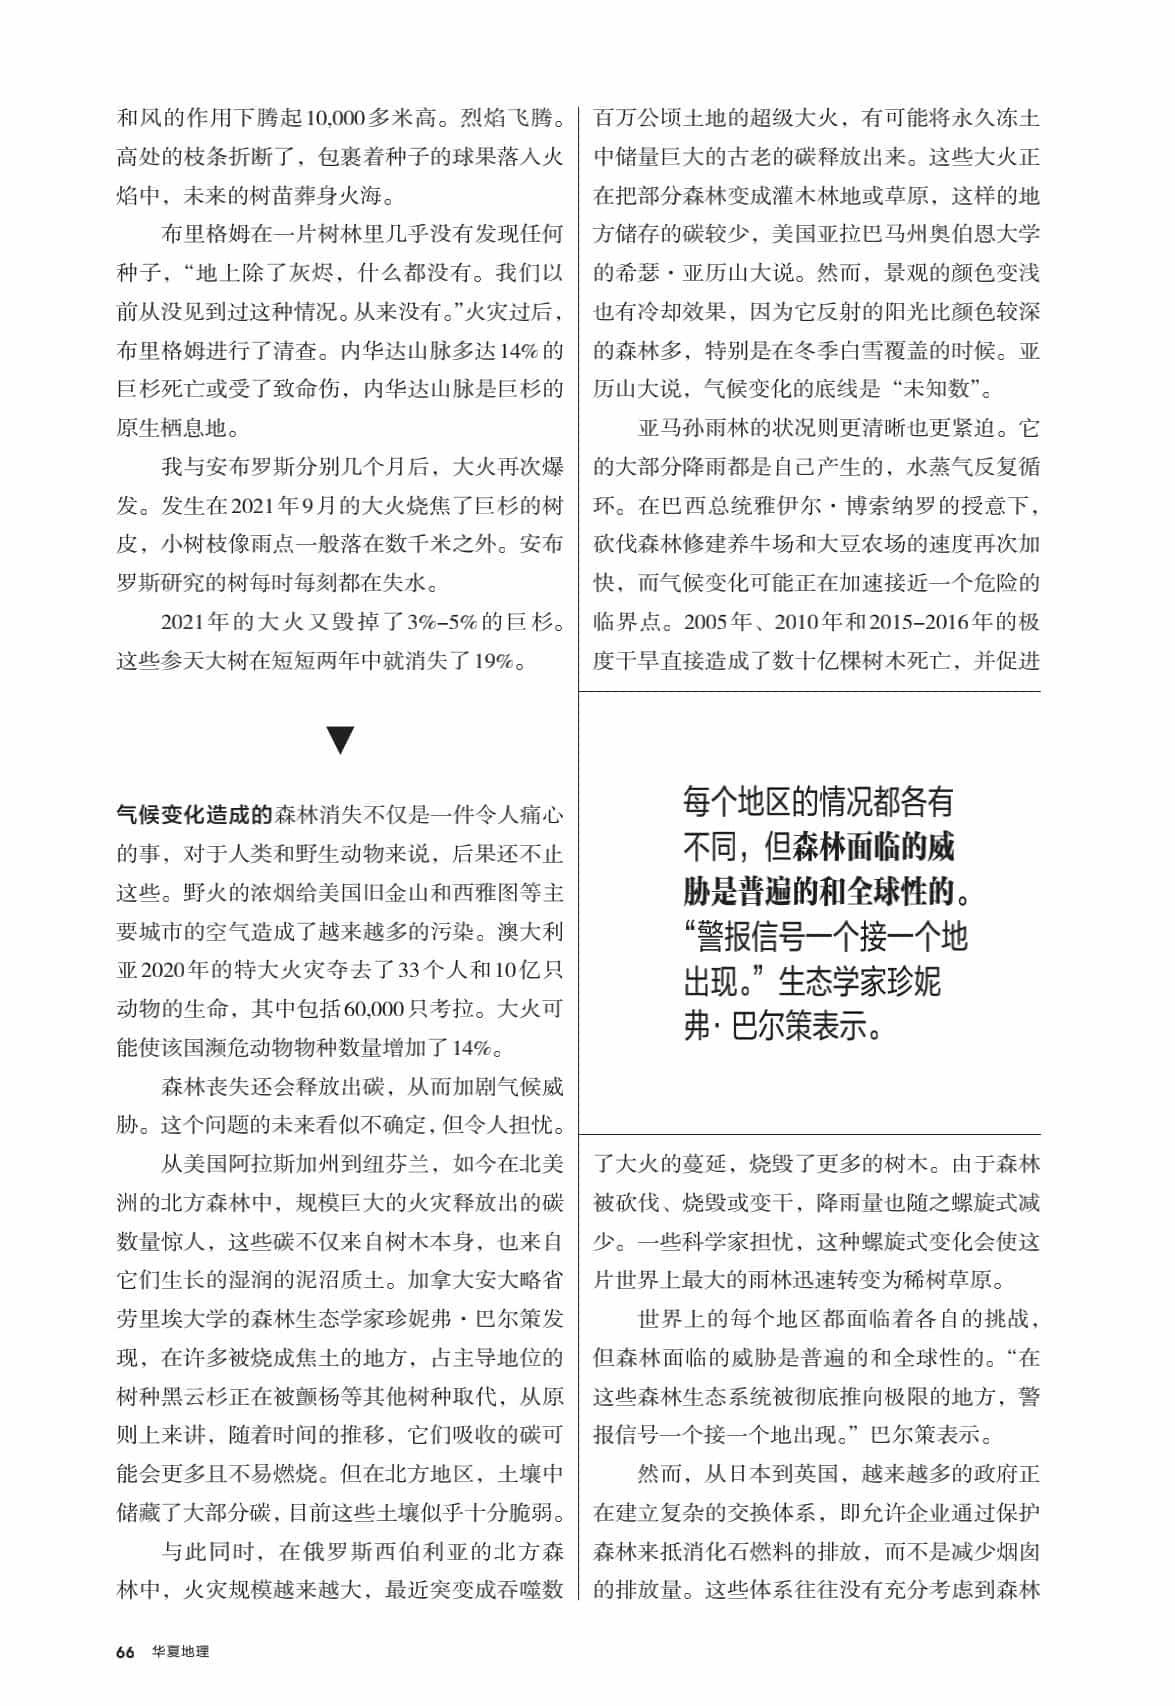 和风的作用下腾起10,000多米高。烈焰飞腾。
高处的枝条折断了，包裹着种子的球果落入火
焰中，未来的树苗葬身火海。
布里格姆在一片树林里几乎没有发现任何
种子，“地上除了灰烬，什么都没有。我们以
前从没见到过这种情况。从来没有。”火灾过后，
布里格姆进行了清查。内华达山脉多达14%的
巨杉死亡或受了致命伤，内华达山脉是巨杉的
原生栖息地。
我与安布罗斯分别几个月后，大火再次爆
发。发生在2021年9月的大火烧焦了巨杉的树
皮，小树枝像雨点一般落在数千米之外。安布
罗斯研究的树每时每刻都在失水。
2021年的大火又毁掉了3%–5%的巨杉。
这些参天大树在短短两年中就消失了19%。
▼
气候变化造成的森林消失不仅是一件令人痛心
的事，对于人类和野生动物来说，后果还不止
这些。野火的浓烟给美国旧金山和西雅图等主
要城市的空气造成了越来越多的污染。澳大利
亚2020年的特大火灾夺去了33个人和10亿只
动物的生命，其中包括60,000只考拉。大火可
能使该国濒危动物物种数量增加了14%。
森林丧失还会释放出碳，从而加剧气候威
胁。这个问题的未来看似不确定，但令人担忧。
从美国阿拉斯加州到纽芬兰，如今在北美
洲的北方森林中，规模巨大的火灾释放出的碳
数量惊人，这些碳不仅来自树木本身，也来自
它们生长的湿润的泥沼质土。加拿大安大略省
劳里埃大学的森林生态学家珍妮弗·巴尔策发
现，在许多被烧成焦土的地方，占主导地位的
树种黑云杉正在被颤杨等其他树种取代，从原
则上来讲，随着时间的推移，它们吸收的碳可
能会更多且不易燃烧。但在北方地区，土壤中
储藏了大部分碳，目前这些土壤似乎十分脆弱。
与此同时，在俄罗斯西伯利亚的北方森
林中，火灾规模越来越大，最近突变成吞噬数
百万公顷土地的超级大火，有可能将永久冻土
中储量巨大的古老的碳释放出来。这些大火正
在把部分森林变成灌木林地或草原，这样的地
方储存的碳较少，美国亚拉巴马州奥伯恩大学
的希瑟·亚历山大说。然而，景观的颜色变浅
也有冷却效果，因为它反射的阳光比颜色较深
的森林多，特别是在冬季白雪覆盖的时候。亚
历山大说，气候变化的底线是“未知数”。
亚马孙雨林的状况则更清晰也更紧迫。它
的大部分降雨都是自己产生的，水蒸气反复循
环。在巴西总统雅伊尔·博索纳罗的授意下，
砍伐森林修建养牛场和大豆农场的速度再次加
快，而气候变化可能正在加速接近一个危险的
临界点。2005年、2010年和2015–2016年的极
度干旱直接造成了数十亿棵树木死亡，并促进
每个地区的情况都各有
不同，但森林面临的威
胁是普遍的和全球性的。
“警报信号一个接一个地
出现。”生态学家珍妮
弗·巴尔策表示。
了大火的蔓延，烧毁了更多的树木。由于森林
被砍伐、烧毁或变干，降雨量也随之螺旋式减
少。一些科学家担忧，这种螺旋式变化会使这
片世界上最大的雨林迅速转变为稀树草原。
世界上的每个地区都面临着各自的挑战，
但森林面临的威胁是普遍的和全球性的。“在
这些森林生态系统被彻底推向极限的地方，警
报信号一个接一个地出现。”巴尔策表示。
然而，从日本到英国，越来越多的政府正
在建立复杂的交换体系，即允许企业通过保护
森林来抵消化石燃料的排放，而不是减少烟囱
的排放量。这些体系往往没有充分考虑到森林
66 华夏地理